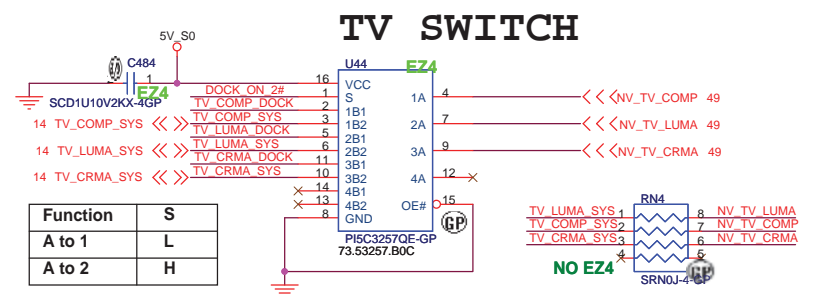 TV SWITCH
5V_S0
C484
1
EZ4
SCD1U10V2KX-4GP
U44
EZ4
16 VCC
DOCK_ON_2# 1 S
TV_COMP_DOCK 2 1B1
14 TV_COMP_SYS TV_COMP_SYS 3 1B2
TV_LUMA_DOCK 5 2B1
14 TV_LUMA_SYS TV_LUMA_SYS 6 2B2
TV_CRMA_DOCK 11 3B1
14 TV_CRMA_SYS TV_CRMA_SYS 10 3B2
14 4B1
13 4B2
8 GND
1A 4 NV_TV_COMP 49
2A 7 NV_TV_LUMA 49
3A 9 NV_TV_CRMA 49
4A 12
OE# 15
GP
PI5C3257QE-GP
73.53257.B0C
Function S
A to 1 L
A to 2 H
RN4
TV_LUMA_SYS 1 8 NV_TV_LUMA
TV_COMP_SYS 2 7 NV_TV_COMP
TV_CRMA_SYS 3 6 NV_TV_CRMA
4 5
GP
NO EZ4
SRN0J-4-GP